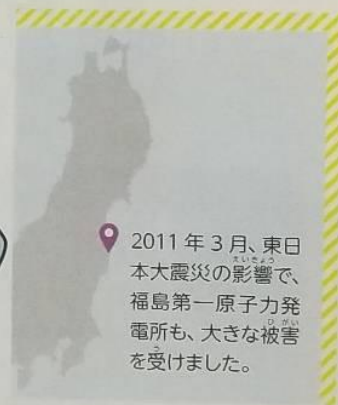 2011年3月、東日
本大震災の影響で、
福島第一原子力発
電所も、大きな被害
を受けました。